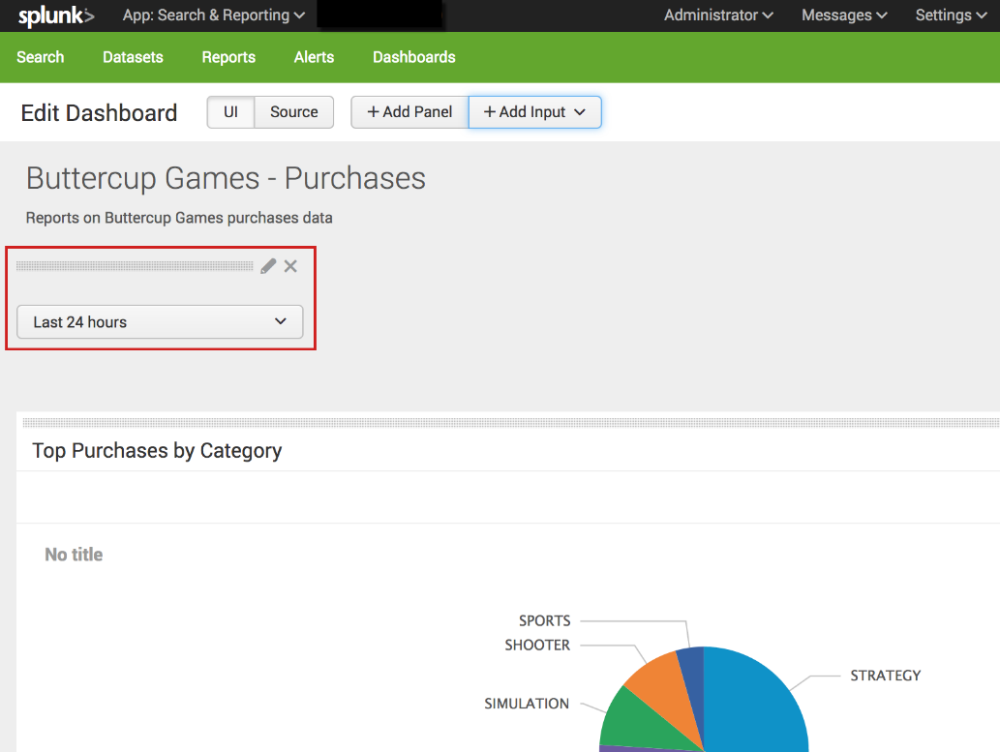 splunk> App: Search & Reporting Administrator Messages Settings
Search Datasets Reports Alerts Dashboards
Edit Dashboard UI Source + Add Panel + Add Input
Buttercup Games - Purchases
Reports on Buttercup Games purchases data
Last 24 hours
Top Purchases by Category
No title
SPORTS
SHOOTER
STRATEGY
SIMULATION